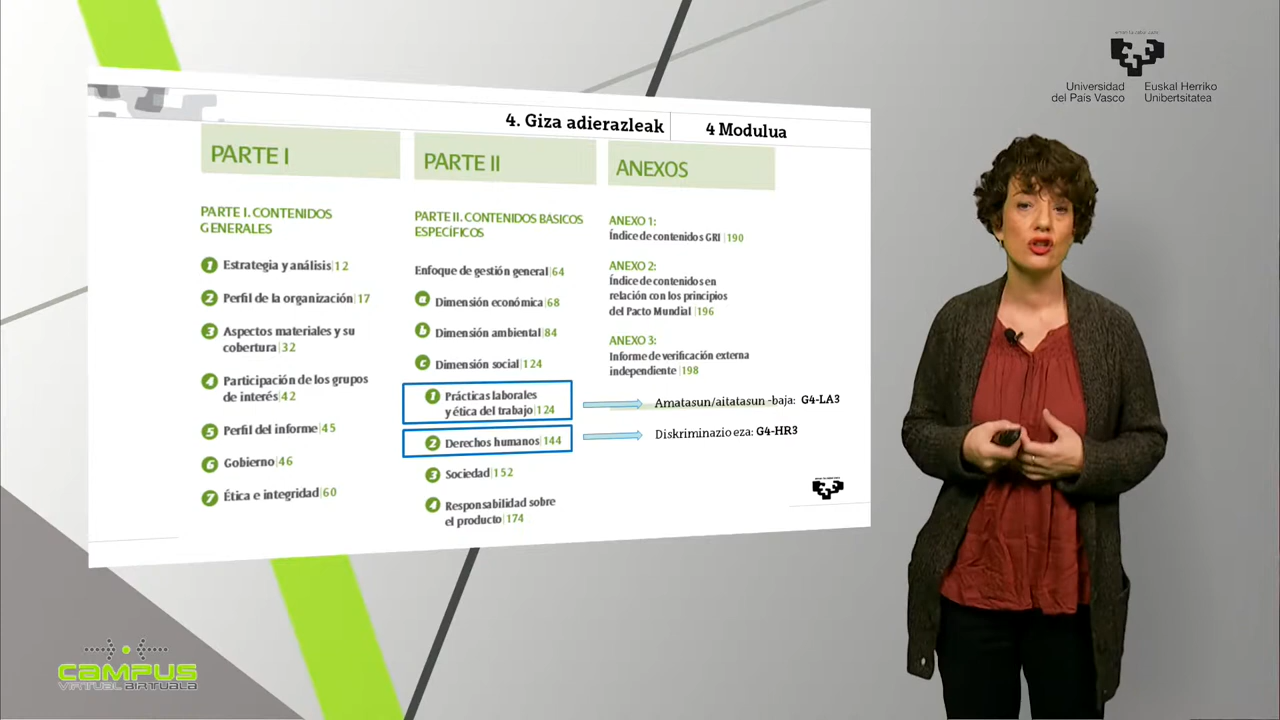 eman ta zabal zazu
Universidad
del País Vasco
Euskal Herriko
Unibertsitatea
4. Giza adierazleak
4 Modulua
PARTE I
PARTE I. CONTENIDOS
GENERALES
1 Estrategia y análisis|12
2 Perfil de la organización|17
3 Aspectos materiales y su
cobertura|32
4 Participación de los grupos
de interés|42
5 Perfil del informe|45
6 Gobierno|46
7 Ética e integridad|60
PARTE II
PARTE II. CONTENIDOS BASICOS
ESPECÍFICOS
Enfoque de gestión general|64
a Dimensión económica|68
b Dimensión ambiental|84
c Dimensión social|124
1 Prácticas laborales
y ética del trabajo|124
2 Derechos humanos|144
3 Sociedad|152
4 Responsabilidad sobre
el producto|174
ANEXOS
ANEXO 1:
Índice de contenidos GRI |190
ANEXO 2:
Índice de contenidos en
relación con los principios
del Pacto Mundial |196
ANEXO 3:
Informe de verificación externa
independiente |198
Amatasun/aitatasun -baja: G4-LA3
Diskriminazio eza: G4-HR3
CAMPUS
VIRTUAL BIRTUALA